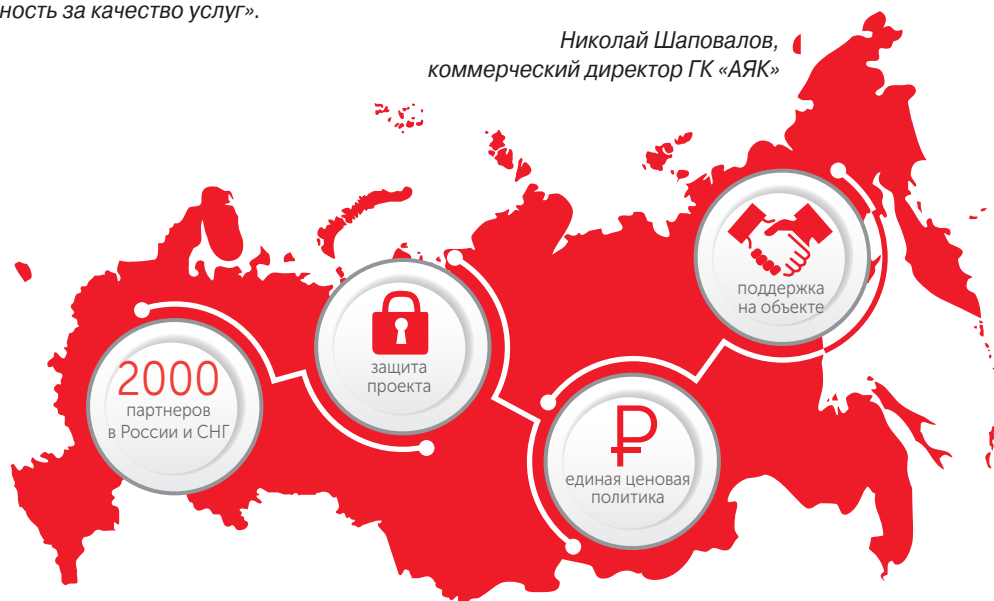 ность за качество услуг».
Николай Шаповалов,
коммерческий директор ГК «АЯК»
2000
партнеров
в России и СНГ
защита
проекта
единая ценовая
политика
поддержка
на объекте